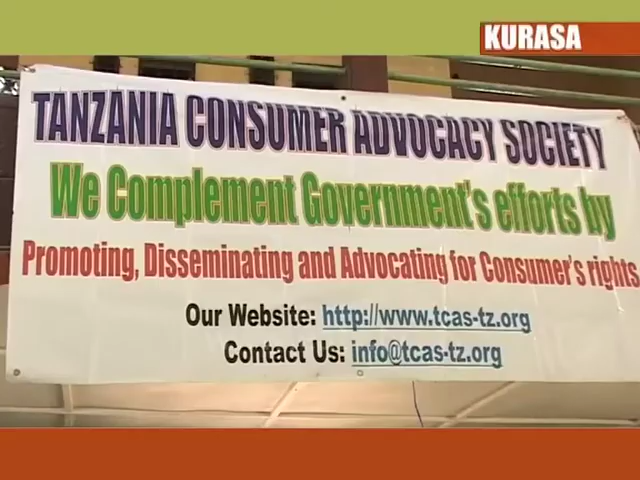 KURASA
TANZANIA CONSUMER ADVOCACY SOCIETY
We Complement Government's efforts by
Promoting, Disseminating and Advocating for Consumer's rights
Our Website: http://www.tcas-tz.org
Contact Us: info@tcas-tz.org